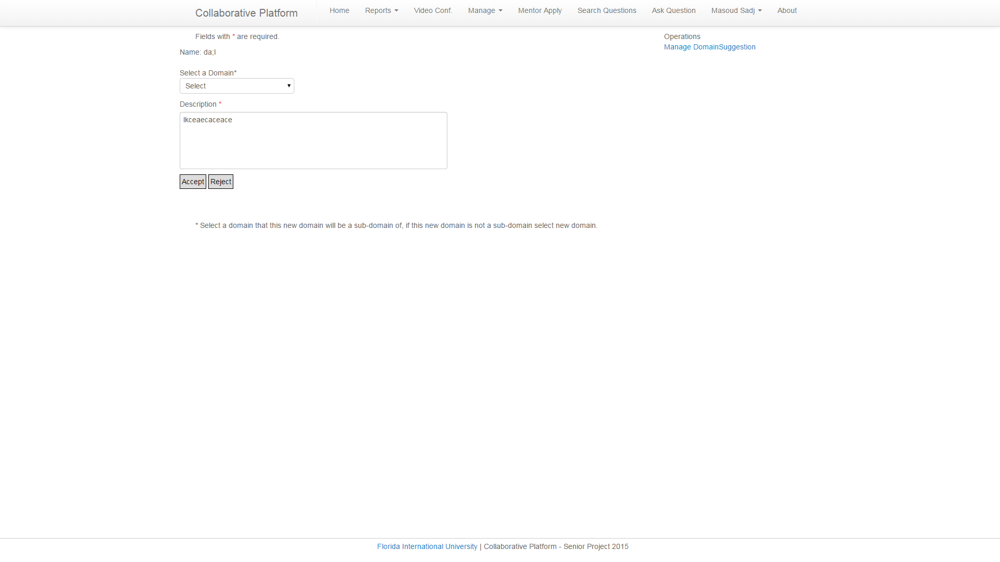 Collaborative Platform
Home Reports Video Conf. Manage Mentor Apply Search Questions Ask Question Masoud Sadj About
Fields with * are required.
Name: da;l
Select a Domain*
Select
Description *
lkceaecaceace
Accept Reject
* Select a domain that this new domain will be a sub-domain of, if this new domain is not a sub-domain select new domain.
Operations
Manage DomainSuggestion
Florida International University | Collaborative Platform - Senior Project 2015